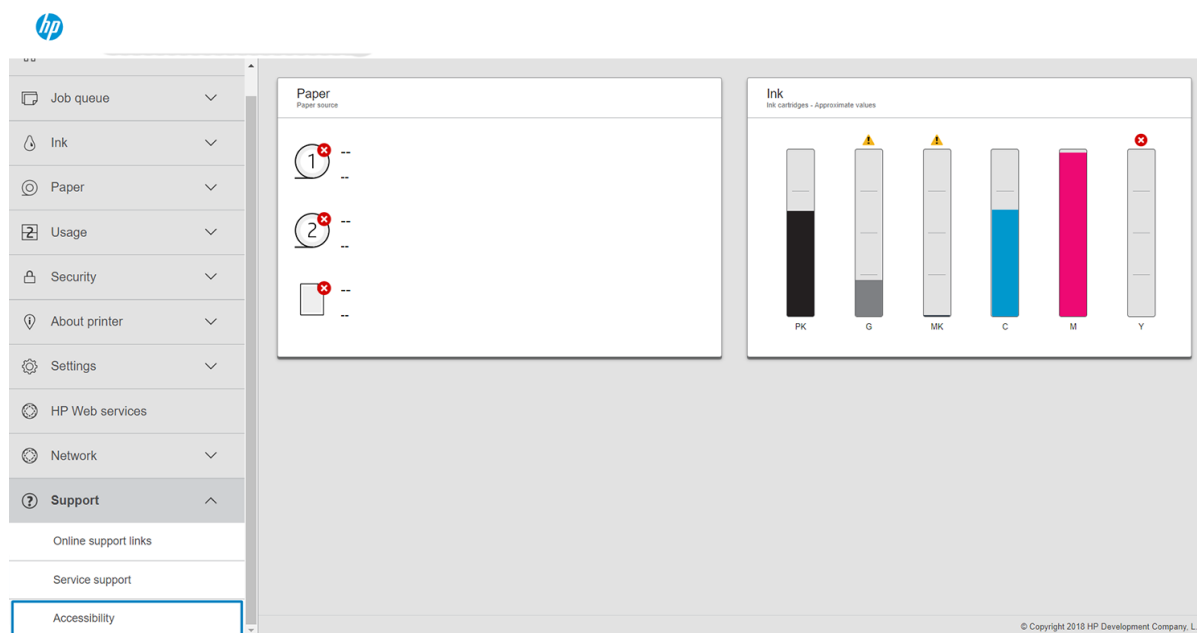 hp
Job queue
Ink
Paper
Usage
Security
About printer
Settings
HP Web services
Network
Support
Online support links
Service support
Accessibility
Paper
Paper source
1
--
--
2
--
--
--
--
Ink
Ink cartridges - Approximate values
PK G MK C M Y
© Copyright 2018 HP Development Company, L